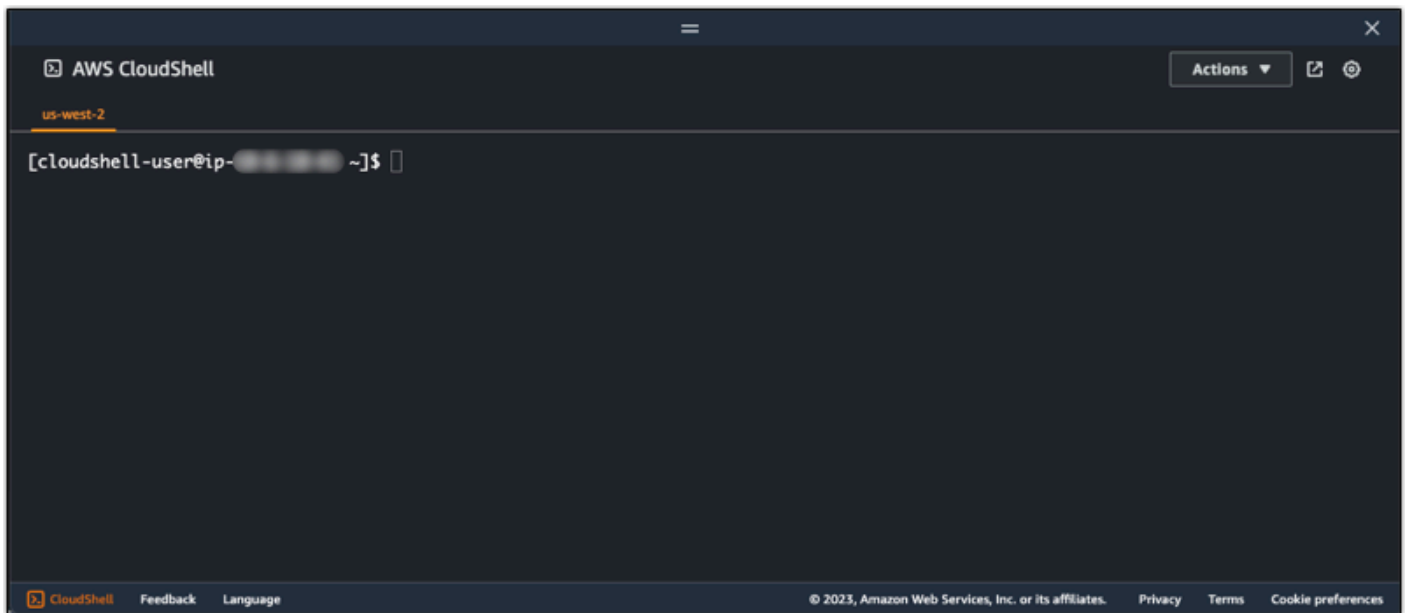 AWS CloudShell
Actions
us-west-2
[cloudshell-user@ip- ~]$
CloudShell Feedback Language © 2023, Amazon Web Services, Inc. or its affiliates. Privacy Terms Cookie preferences